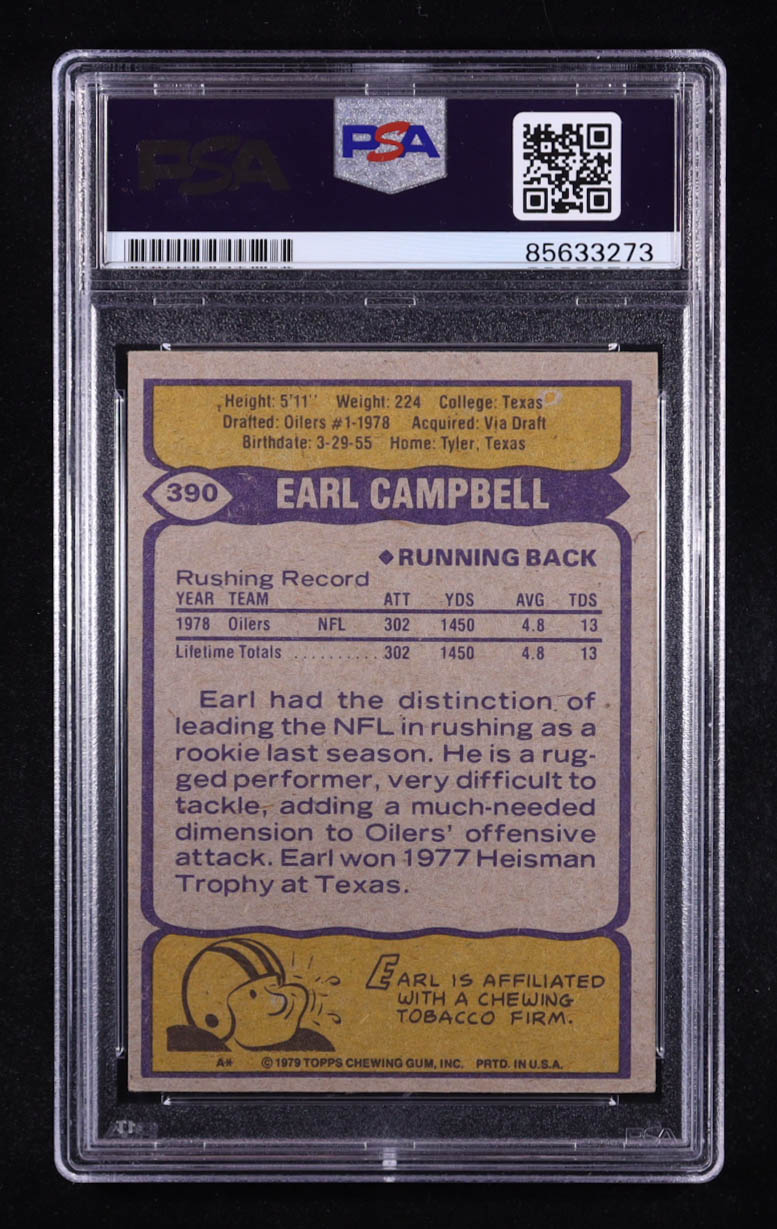 PSA
PSA
85633273
Height: 5'11'' Weight: 224 College: Texas
Drafted: Oilers #1-1978 Acquired: Via Draft
Birthdate: 3-29-55 Home: Tyler, Texas
390 EARL CAMPBELL
◆RUNNING BACK
Rushing Record
YEAR TEAM ATT YDS AVG TDS
1978 Oilers NFL 302 1450 4.8 13
Lifetime Totals .......... 302 1450 4.8 13
Earl had the distinction of
leading the NFL in rushing as a
rookie last season. He is a rug-
ged performer, very difficult to
tackle, adding a much-needed
dimension to Oilers' offensive
attack. Earl won 1977 Heisman
Trophy at Texas.
EARL IS AFFILIATED
WITH A CHEWING
TOBACCO FIRM.
A* © 1979 TOPPS CHEWING GUM, INC. PRTD. IN U.S.A.
PSA